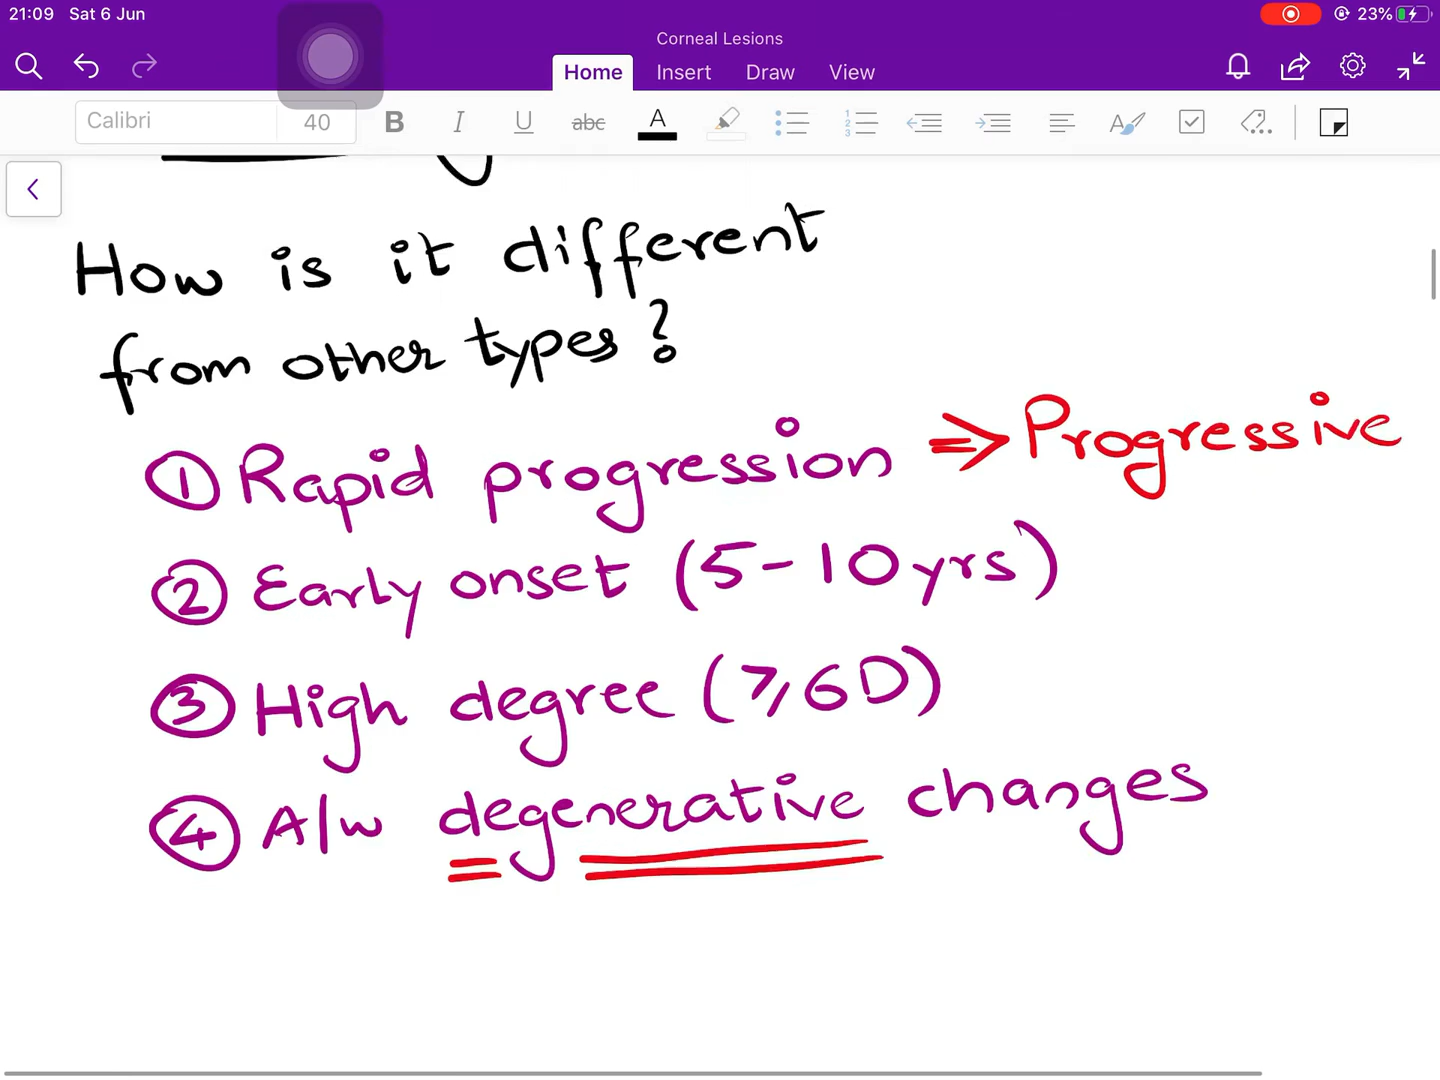 21:09 Sat 6 Jun
23%
Corneal Lesions
Home Insert Draw View
Calibri 40 B I U abc A
How is it different
from other types?
① Rapid progression ⇒ Progressive
② Early onset (5-10yrs)
③ High degree (≥6D)
④ A/w degenerative changes